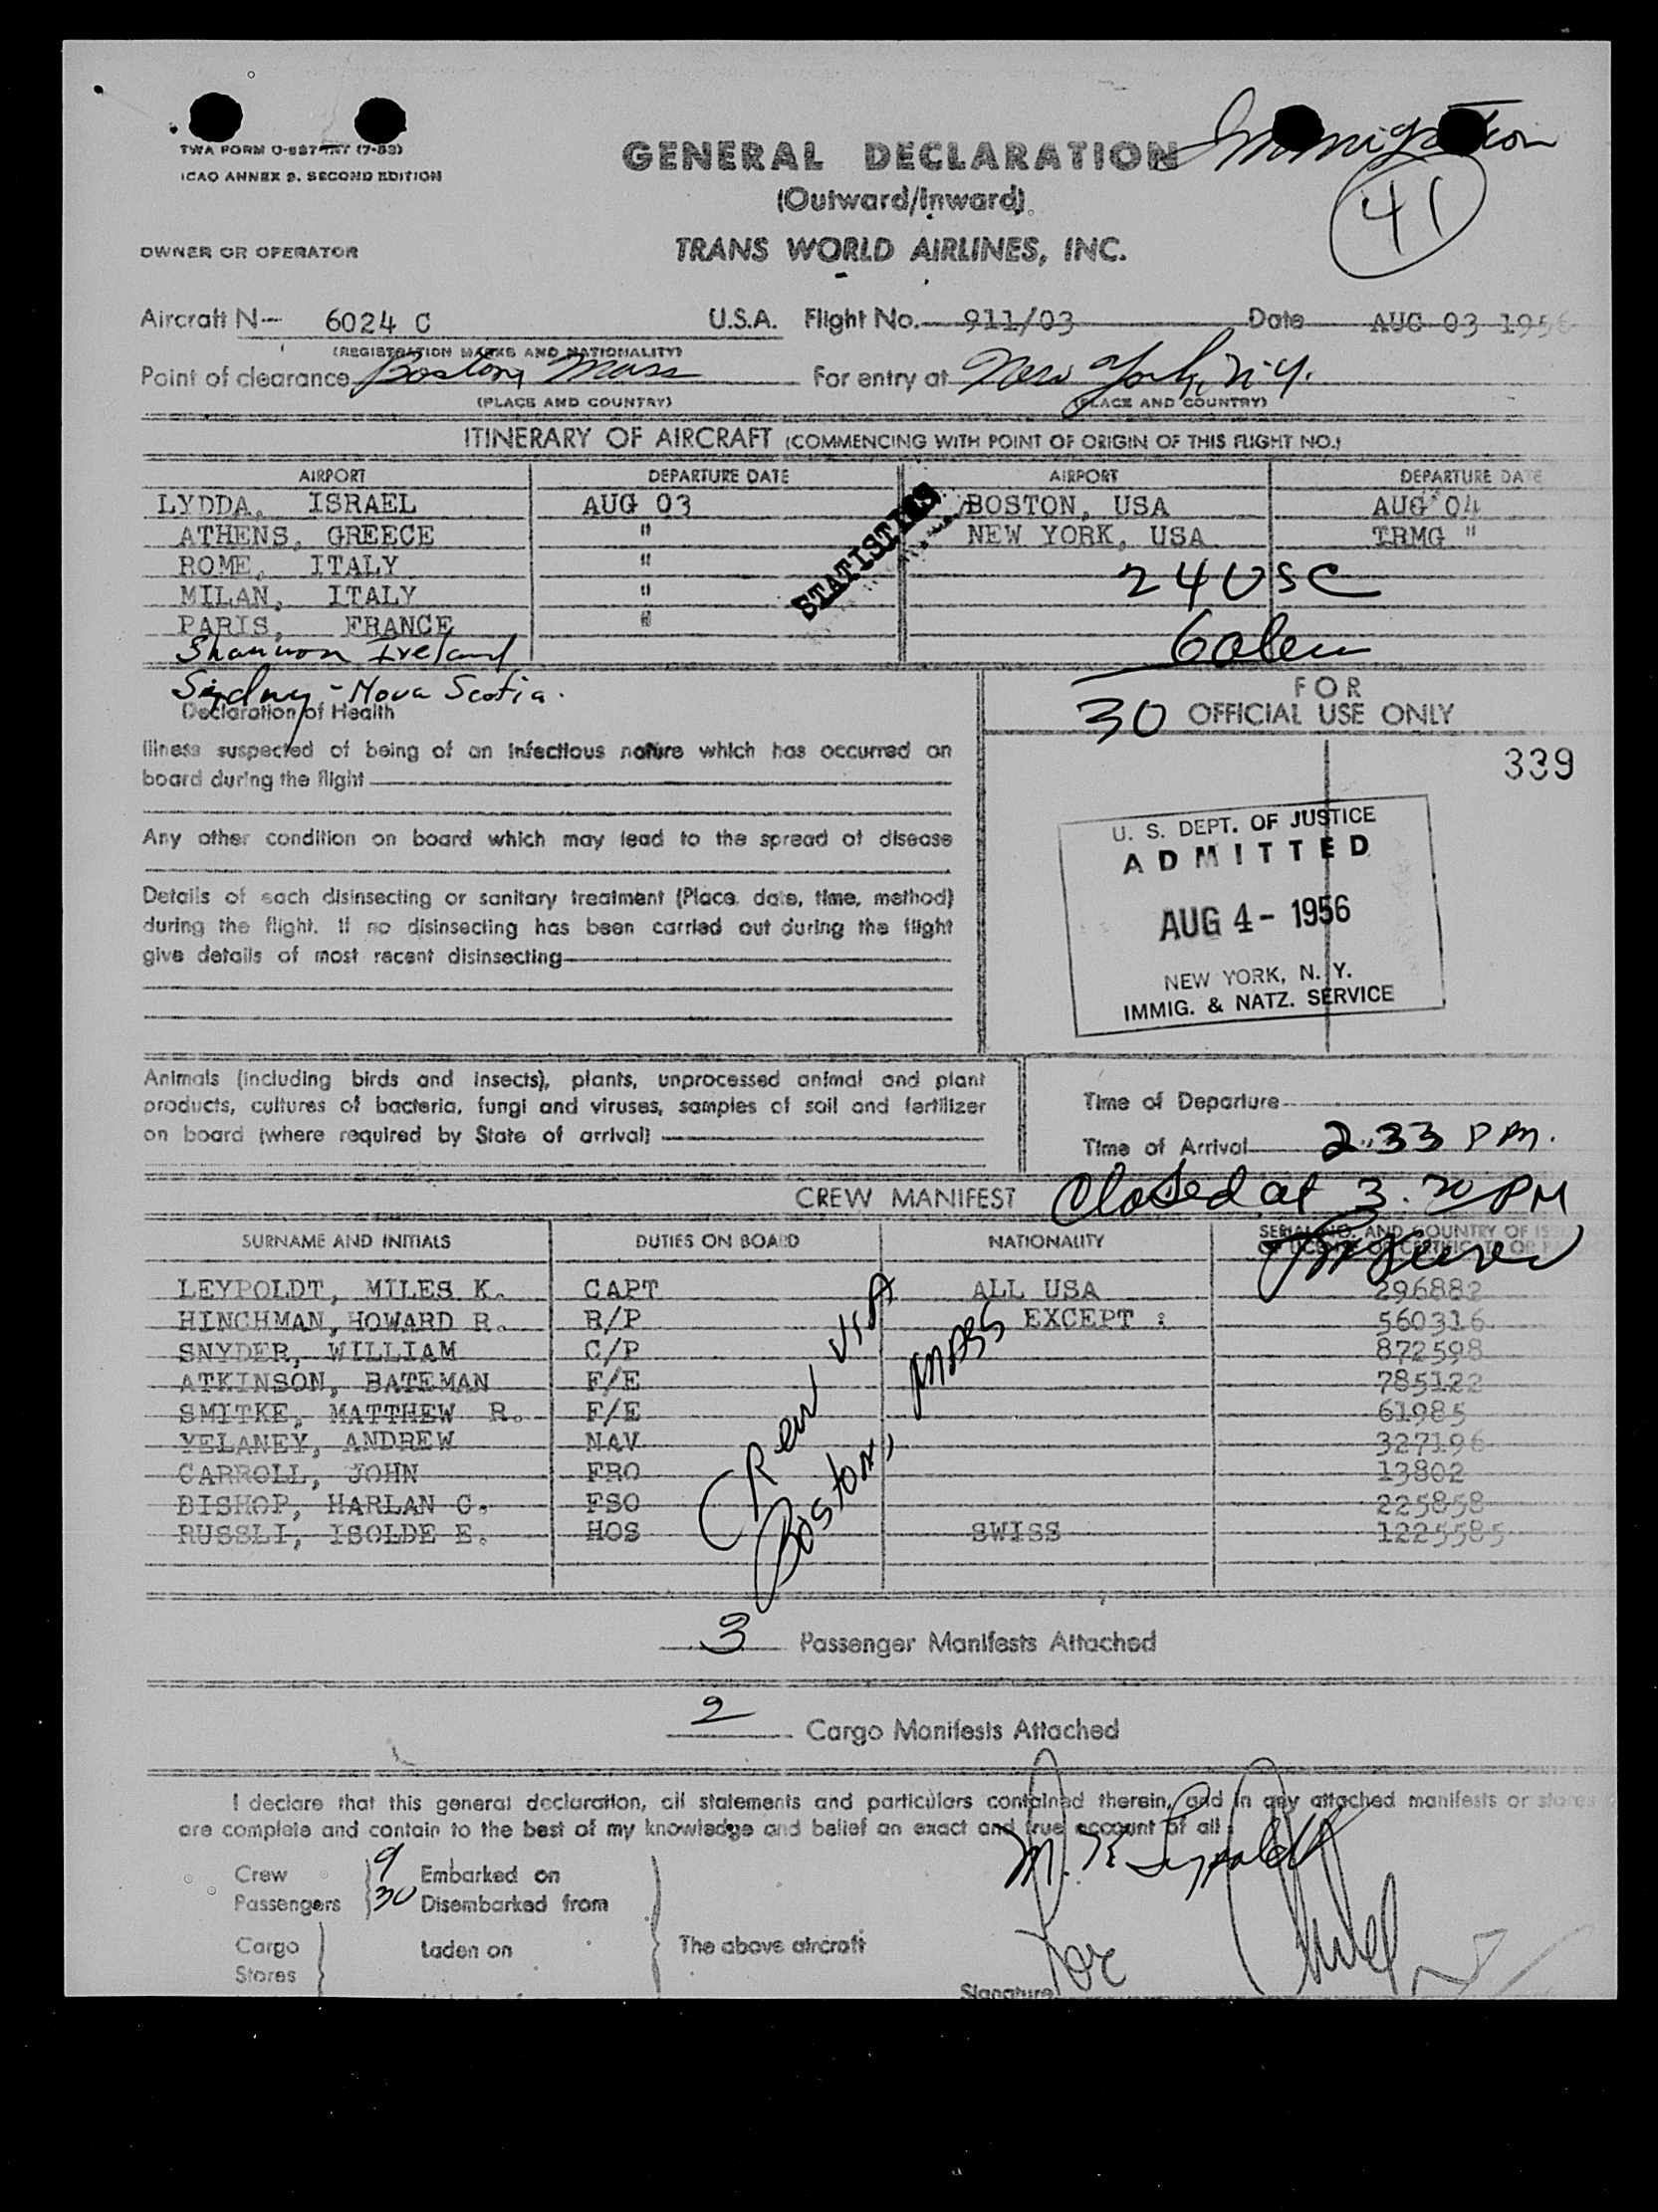 TWA FORM O-
ICAO ANNEX 9. SECOND EDITION
Immigration
GENERAL DECLARATION
(Outward/Inward)
41
OWNER OR OPERATOR
TRANS WORLD AIRLINES, INC.
Aircraft N- 6024 C U.S.A. Flight No. 911/03 Date AUG 03 1956
(REGISTRATION MARKS AND NATIONALITY)
Point of clearance Boston, Mass For entry at New York, N.Y.
(PLACE AND COUNTRY) (PLACE AND COUNTRY)
ITINERARY OF AIRCRAFT (COMMENCING WITH POINT OF ORIGIN OF THIS FLIGHT NO.)
AIRPORT DEPARTURE DATE AIRPORT DEPARTURE DATE
LYDDA, ISRAEL AUG 03 BOSTON, USA AUG 04
ATHENS, GREECE " NEW YORK, USA TRMG "
ROME, ITALY "
STATISTICS
24 USC
MILAN, ITALY "
PARIS, FRANCE "
Shannon Ireland
6 alien
Sydny - Nova Scotia.
30
FOR
OFFICIAL USE ONLY
Declaration of Health
Illness suspected of being of an infectious nature which has occurred on
board during the flight
339
Any other condition on board which may lead to the spread of disease
Details of each disinsecting or sanitary treatment (Place, date, time, method)
during the flight. If no disinsecting has been carried out during the flight
give details of most recent disinsecting
U. S. DEPT. OF JUSTICE
ADMITTED
AUG 4 - 1956
NEW YORK, N. Y.
IMMIG. & NATZ. SERVICE
Animals (including birds and insects), plants, unprocessed animal and plant
products, cultures of bacteria, fungi and viruses, samples of soil and fertilizer
on board (where required by State of arrival)
Time of Departure
Time of Arrival 2:33 PM.
CREW MANIFEST
Closed at 3:20 PM
SURNAME AND INITIALS DUTIES ON BOARD NATIONALITY SERIAL NO. AND COUNTRY OF
LEYPOLDT, MILES K. CAPT ALL USA 296882
HINCHMAN, HOWARD R. R/P EXCEPT : 560316
SNYDER, WILLIAM C/P 872598
ATKINSON, BATEMAN F/E 785122
SMITKE, MATTHEW R. F/E 61985
YELANEY, ANDREW NAV 327196
CARROLL, JOHN FRO 13802
BISHOP, HARLAN C. FSO 225858
RUSSLI, ISOLDE E. HOS SWISS 1225585
CREW VISA
Boston, MASS
3 Passenger Manifests Attached
2 Cargo Manifests Attached
I declare that this general declaration, all statements and particulars contained therein, and in any attached manifests or stores
are complete and contain to the best of my knowledge and belief an exact and true account of all :
M. K. Leypoldt
Crew 9 Embarked on
Passengers 30 Disembarked from
Cargo Laden on The above aircraft
Stores
Signature
for